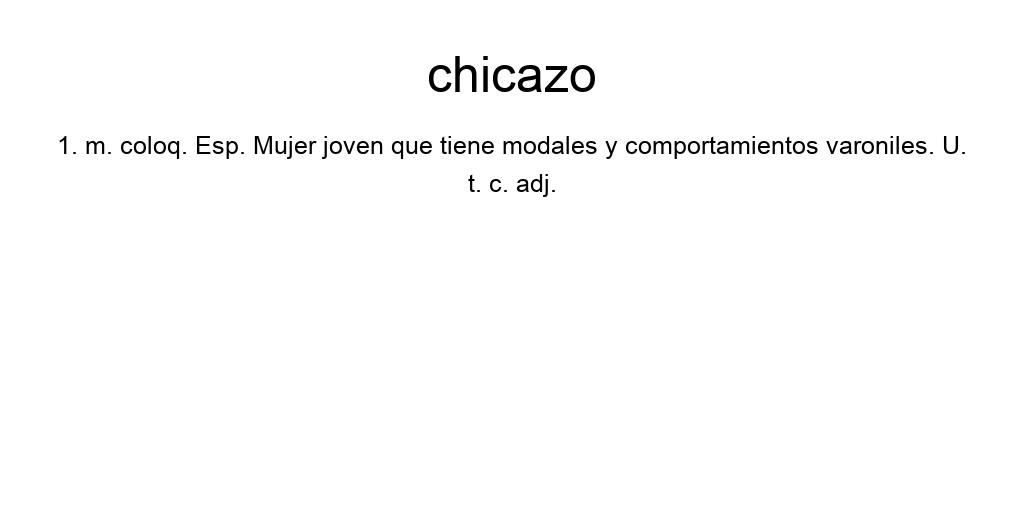 chicazo
1. m. coloq. Esp. Mujer joven que tiene modales y comportamientos varoniles. U.
t. c. adj.